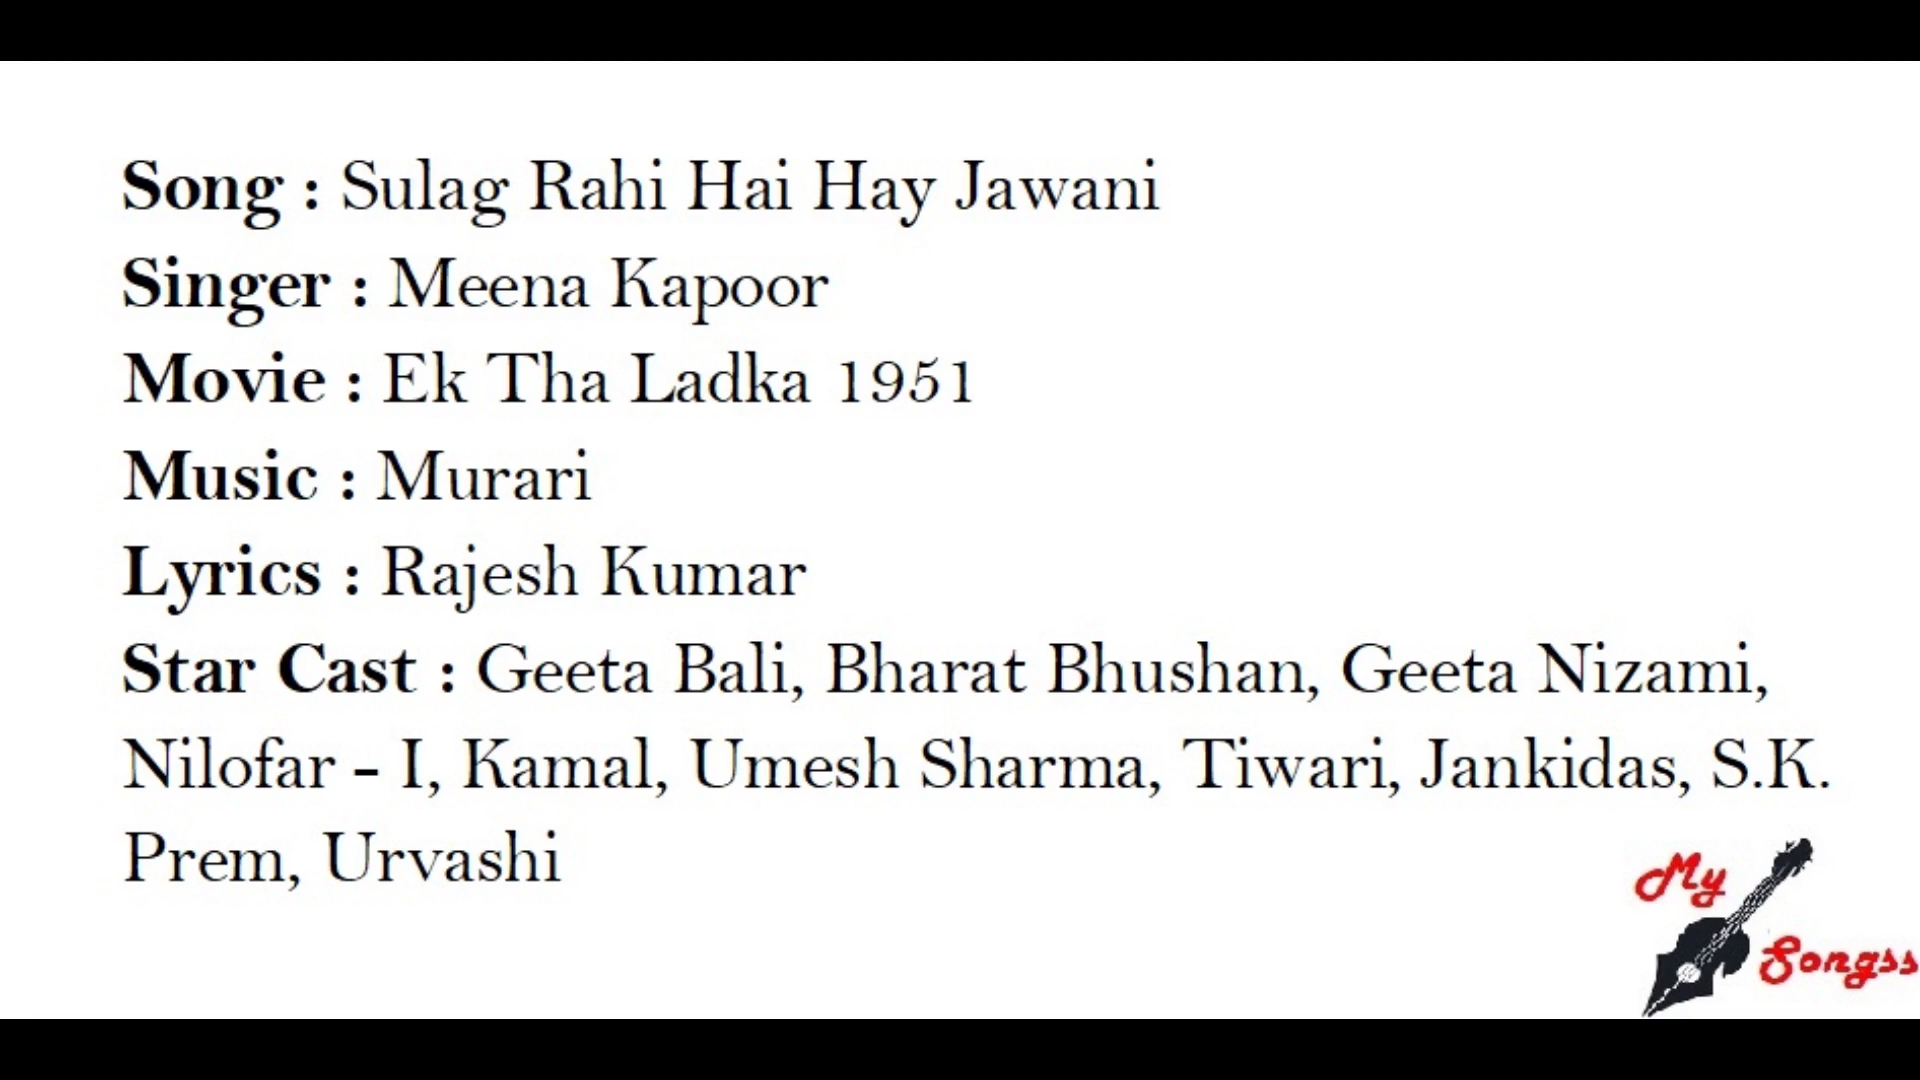 Song : Sulag Rahi Hai Hay Jawani
Singer : Meena Kapoor
Movie : Ek Tha Ladka 1951
Music : Murari
Lyrics : Rajesh Kumar
Star Cast : Geeta Bali, Bharat Bhushan, Geeta Nizami,
Nilofar - I, Kamal, Umesh Sharma, Tiwari, Jankidas, S.K.
Prem, Urvashi
My
Songss